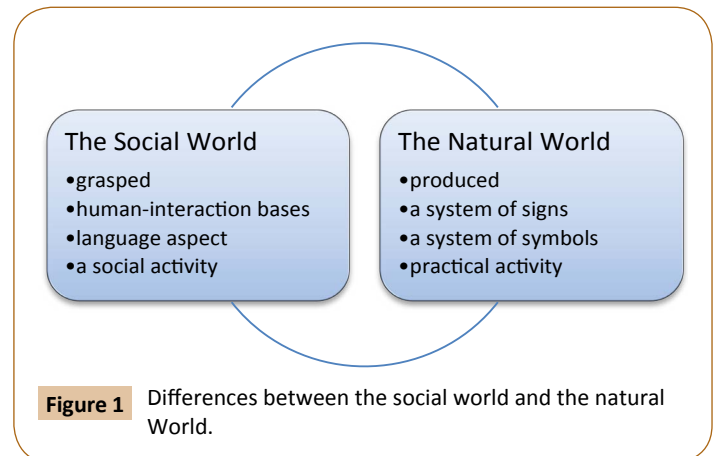 The Social World
•grasped
•human-interaction bases
•language aspect
•a social activity
The Natural World
•produced
•a system of signs
•a system of symbols
•practical activity
Figure 1 Differences between the social world and the natural
World.